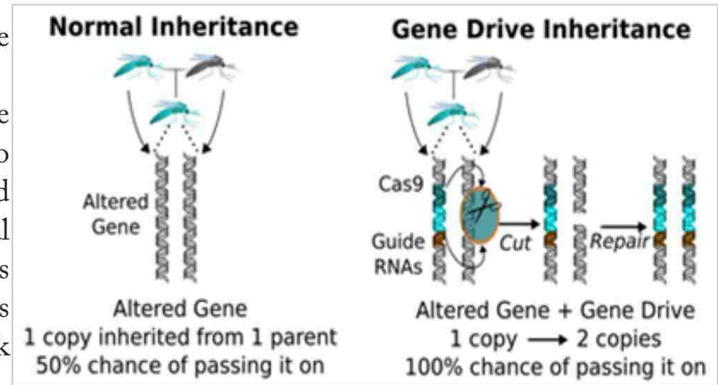 Normal Inheritance
Altered
Gene
Altered Gene
1 copy inherited from 1 parent
50% chance of passing it on
Gene Drive Inheritance
Cas9
Guide
RNAs
Cut
Repair
Altered Gene + Gene Drive
1 copy → 2 copies
100% chance of passing it on